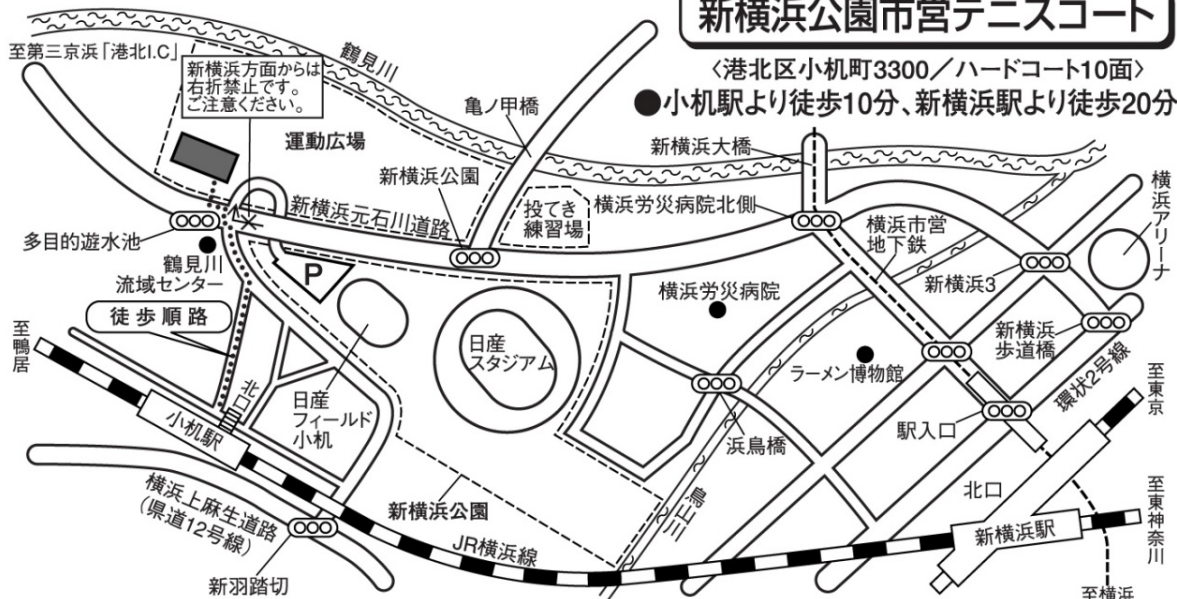 新横浜公園市営テニスコート
〈港北区小机町3300／ハードコート10面〉
●小机駅より徒歩10分、新横浜駅より徒歩20分
至第三京浜「港北I.C」
新横浜方面からは
右折禁止です。
ご注意ください。
鶴見川
亀ノ甲橋
運動広場
新横浜公園
新横浜元石川道路
投てき
練習場
新横浜大橋
横浜労災病院北側
横浜市営
地下鉄
横浜アリーナ
多目的遊水池
鶴見川
流域センター
P
新横浜3
横浜労災病院
徒歩順路
至鴨居
日産
スタジアム
新横浜
歩道橋
ラーメン博物館
環状2号線
至東京
北口
日産
フィールド
小机
小机駅
浜鳥橋
駅入口
横浜上麻生道路
(県道12号線)
新横浜公園
鳥
北口
新横浜駅
至東神奈川
JR横浜線
新羽踏切
至横浜